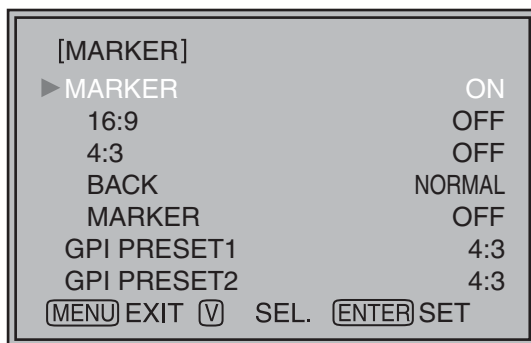 [MARKER]
MARKER ON
16:9 OFF
4:3 OFF
BACK NORMAL
MARKER OFF
GPI PRESET1 4:3
GPI PRESET2 4:3
MENU EXIT V SEL. ENTER SET